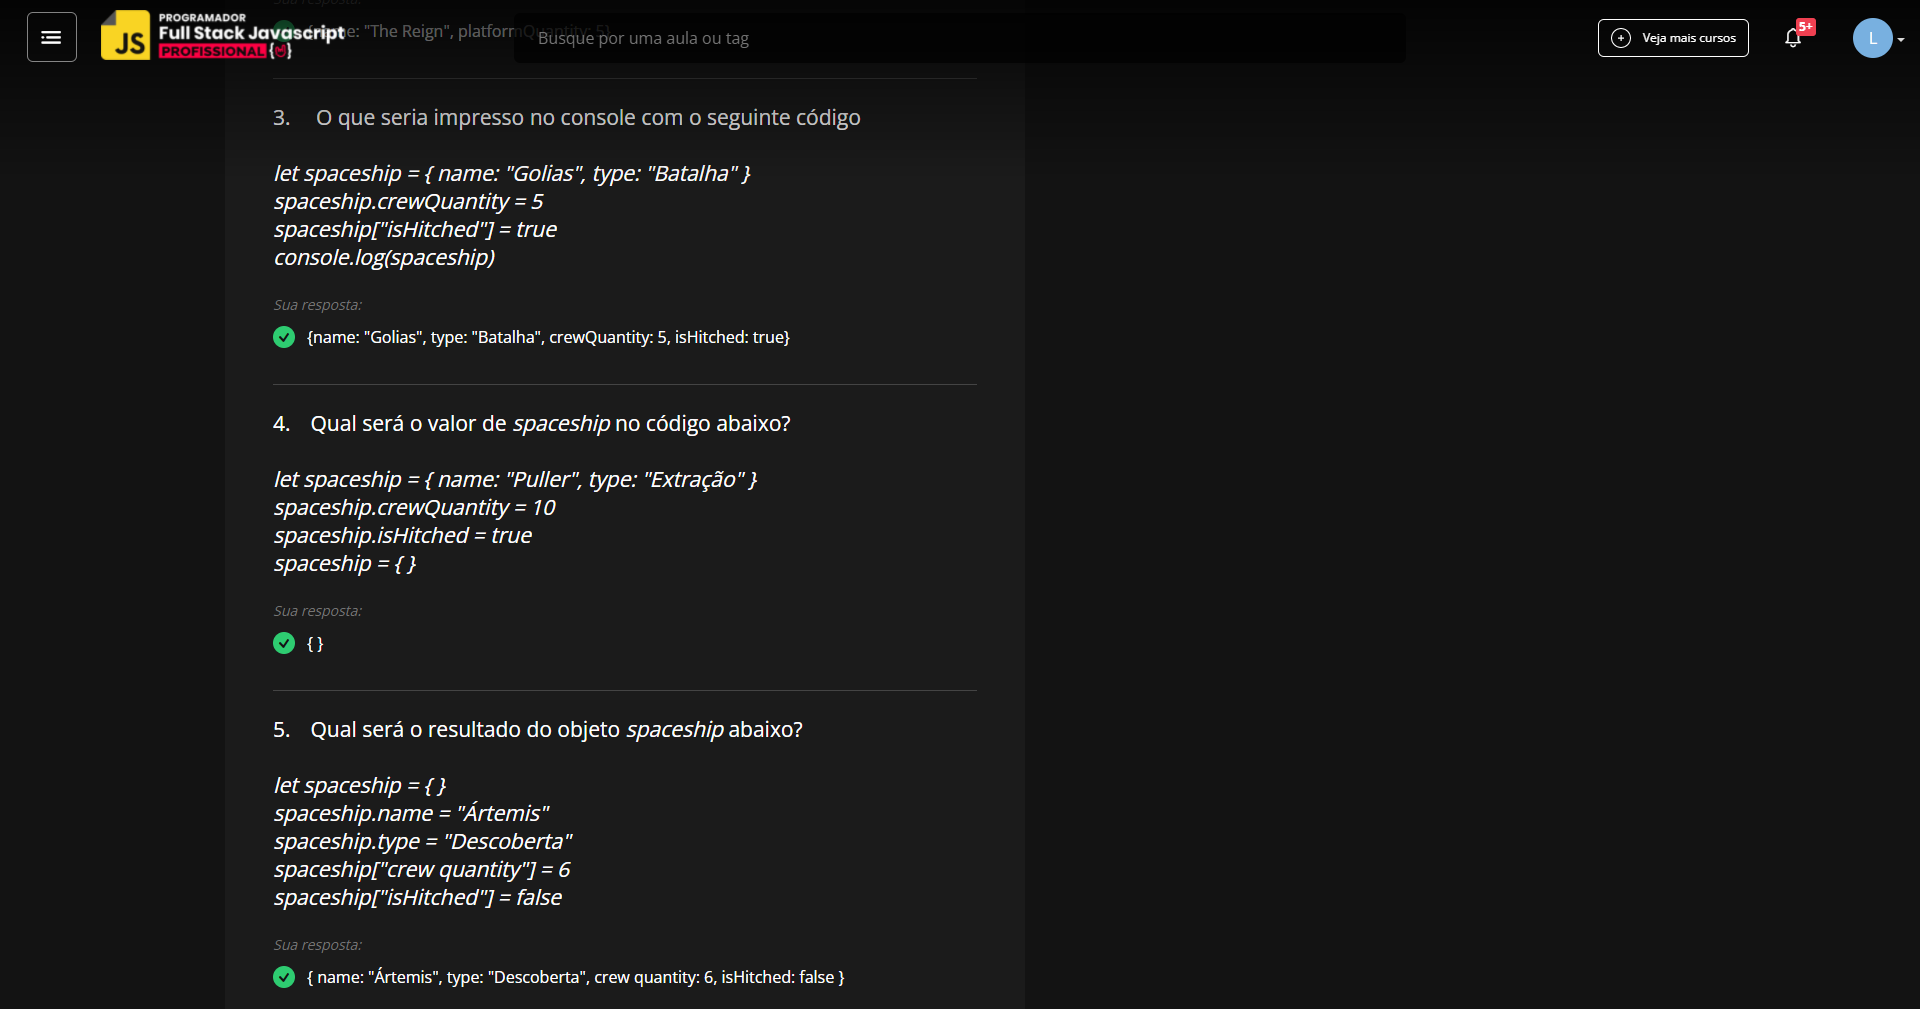 PROGRAMADOR
Full Stack Javascript
PROFISSIONAL {
JS
name: "The Reign", platformQuantity: 5}
Busque por uma aula ou tag
Veja mais cursos
5+
L
3. O que seria impresso no console com o seguinte código
let spaceship = { name: "Golias", type: "Batalha" }
spaceship.crewQuantity = 5
spaceship["isHitched"] = true
console.log(spaceship)
Sua resposta:
{name: "Golias", type: "Batalha", crewQuantity: 5, isHitched: true}
4. Qual será o valor de spaceship no código abaixo?
let spaceship = { name: "Puller", type: "Extração" }
spaceship.crewQuantity = 10
spaceship.isHitched = true
spaceship = { }
Sua resposta:
{ }
5. Qual será o resultado do objeto spaceship abaixo?
let spaceship = { }
spaceship.name = "Ártemis"
spaceship.type = "Descoberta"
spaceship["crew quantity"] = 6
spaceship["isHitched"] = false
Sua resposta:
{ name: "Ártemis", type: "Descoberta", crew quantity: 6, isHitched: false }